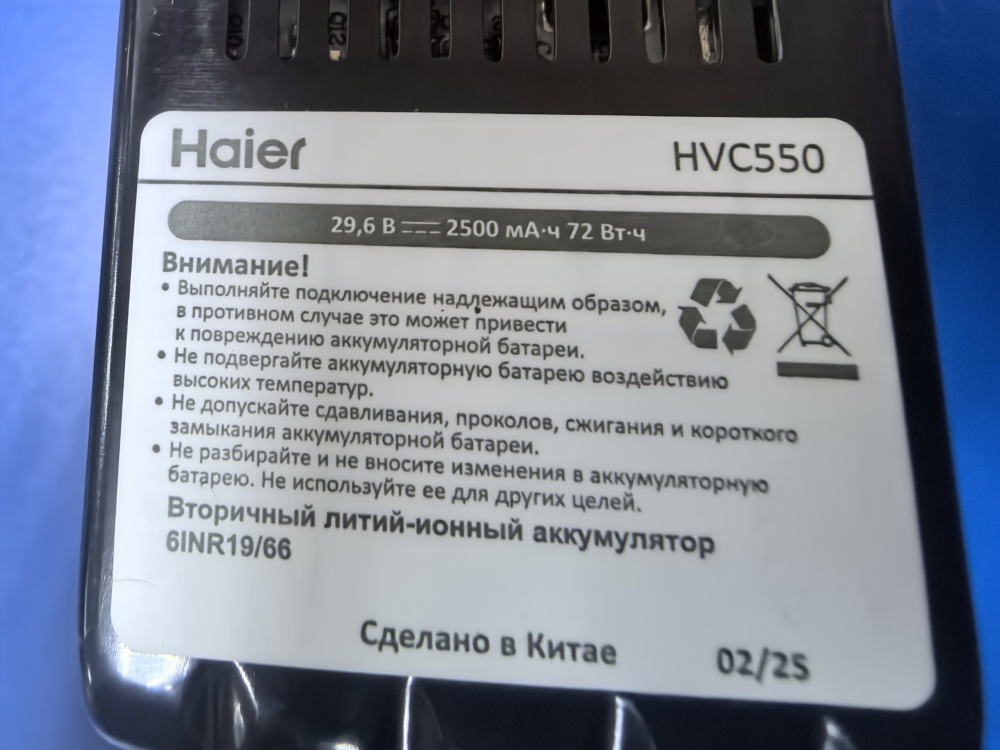 Haier
HVC550
29,6 В ⎓ 2500 мА·ч 72 Вт·ч
Внимание!
• Выполняйте подключение надлежащим образом,
в противном случае это может привести
к повреждению аккумуляторной батареи.
• Не подвергайте аккумуляторную батарею воздействию
высоких температур.
• Не допускайте сдавливания, проколов, сжигания и короткого
замыкания аккумуляторной батареи.
• Не разбирайте и не вносите изменения в аккумуляторную
батарею. Не используйте ее для других целей.
Вторичный литий-ионный аккумулятор
6INR19/66
Сделано в Китае
02/25